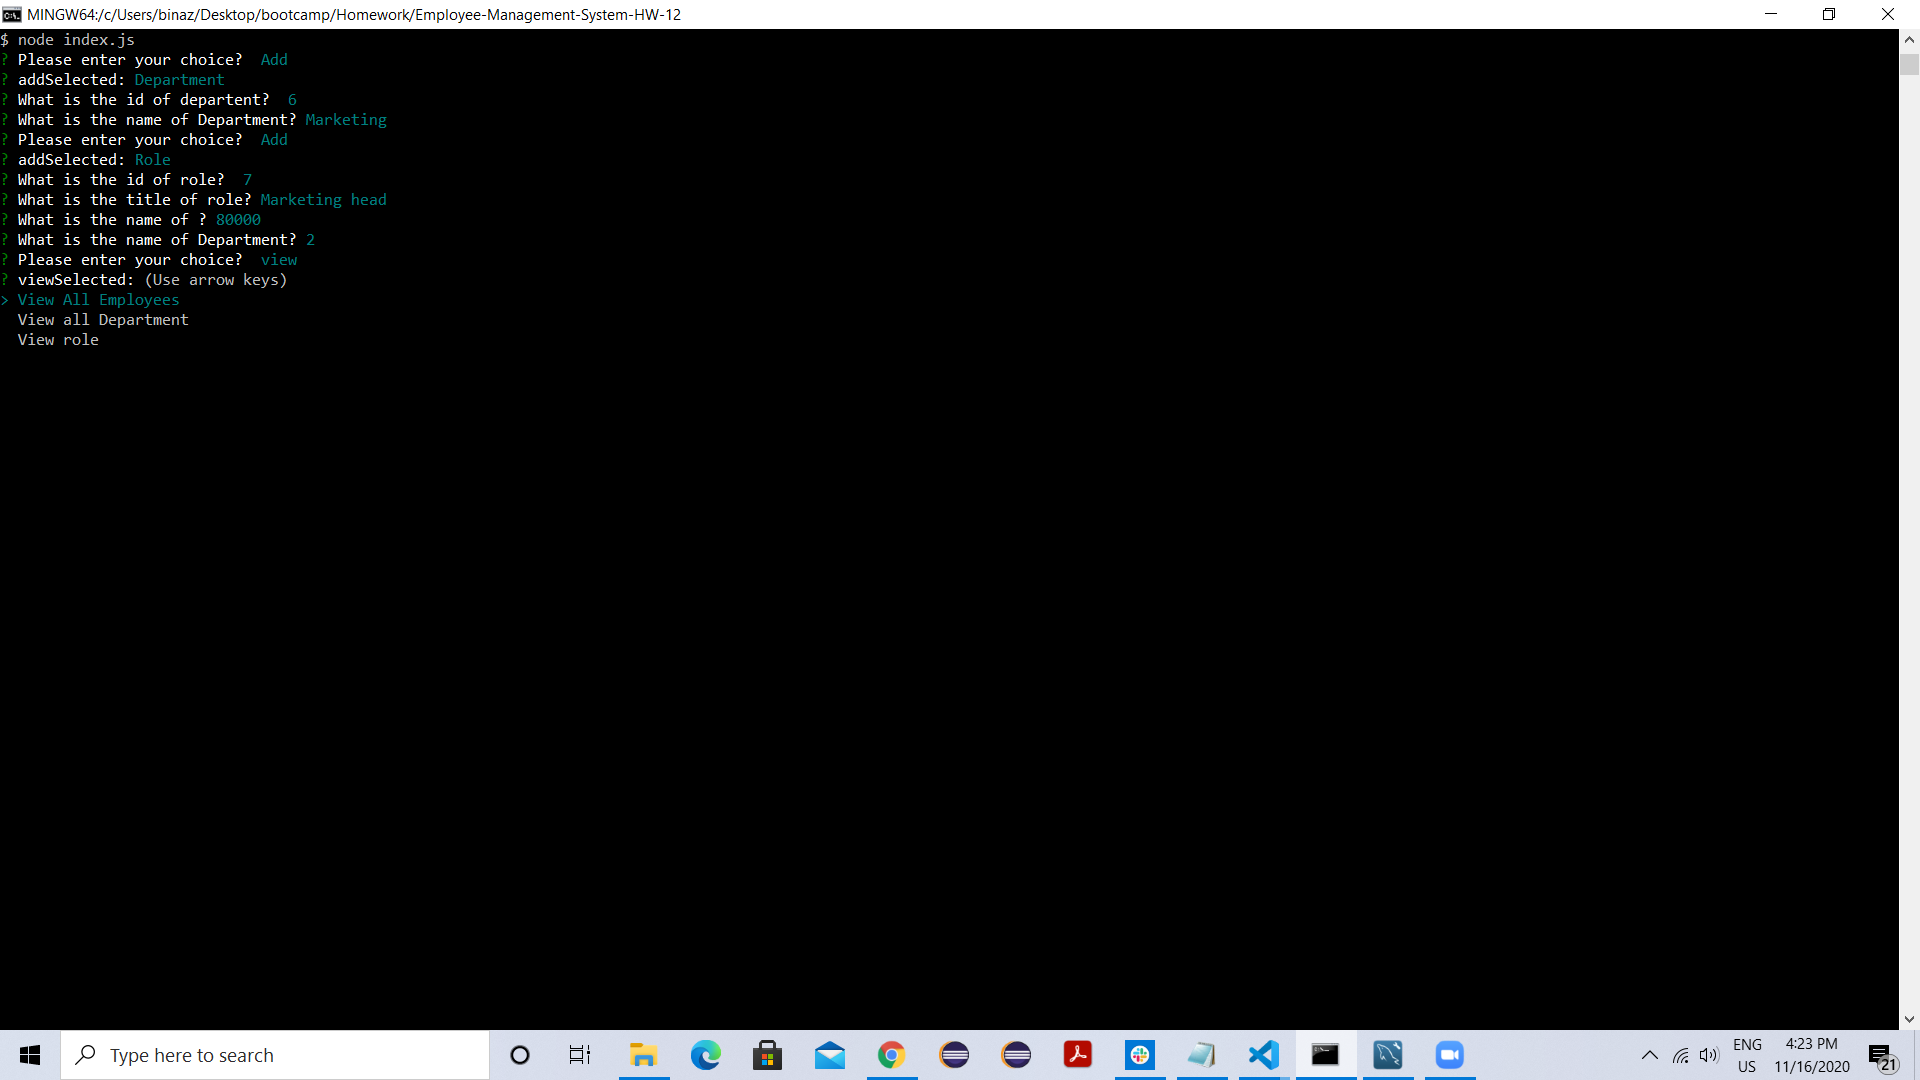 MINGW64:/c/Users/binaz/Desktop/bootcamp/Homework/Employee-Management-System-HW-12
$ node index.js
? Please enter your choice?  Add
? addSelected: Department
? What is the id of departent?  6
? What is the name of Department? Marketing
? Please enter your choice?  Add
? addSelected: Role
? What is the id of role?  7
? What is the title of role? Marketing head
? What is the name of ? 80000
? What is the name of Department? 2
? Please enter your choice?  view
? viewSelected: (Use arrow keys)
> View All Employees
  View all Department
  View role
Type here to search
ENG
US
4:23 PM
11/16/2020
21